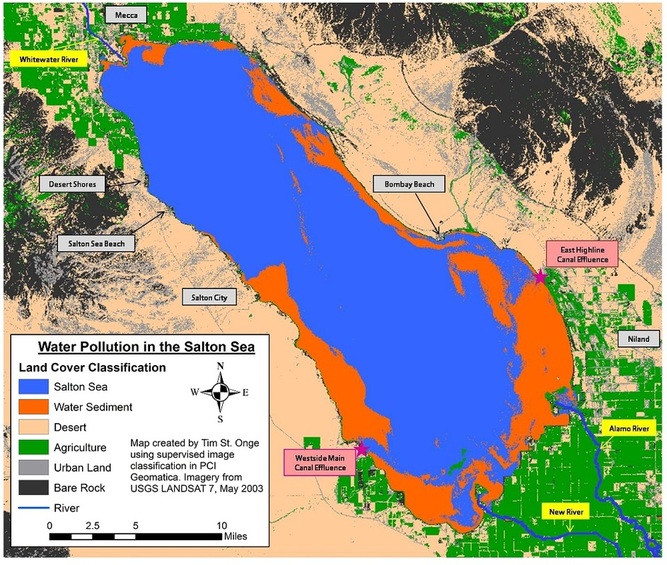 Mecca
Whitewater River
Desert Shores
Bombay Beach
Salton Sea Beach
East Highline
Canal Effluence
Salton City
Niland
Water Pollution in the Salton Sea
Land Cover Classification
Salton Sea
Water Sediment
Desert
Agriculture
Urban Land
Bare Rock
River
N
W
E
S
Map created by Tim St. Onge
using supervised image
classification in PCI
Geomatica. Imagery from
USGS LANDSAT 7, May 2003
0 2.5 5 10
Miles
Westside Main
Canal Effluence
Alamo River
New River